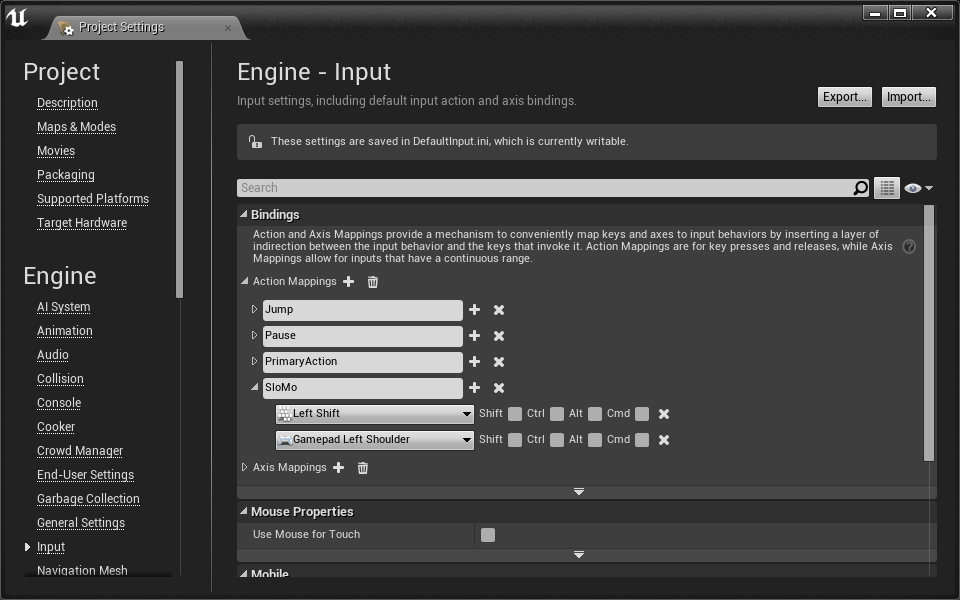 Project Settings
Project
Description
Maps & Modes
Movies
Packaging
Supported Platforms
Target Hardware
Engine
AI System
Animation
Audio
Collision
Console
Cooker
Crowd Manager
End-User Settings
Garbage Collection
General Settings
Input
Navigation Mesh
Engine - Input
Input settings, including default input action and axis bindings.
Export... Import...
These settings are saved in DefaultInput.ini, which is currently writable.
Search
Bindings
Action and Axis Mappings provide a mechanism to conveniently map keys and axes to input behaviors by inserting a layer of
indirection between the input behavior and the keys that invoke it. Action Mappings are for key presses and releases, while Axis
Mappings allow for inputs that have a continuous range.
Action Mappings
Jump
Pause
PrimaryAction
SloMo
Left Shift Shift Ctrl Alt Cmd
Gamepad Left Shoulder Shift Ctrl Alt Cmd
Axis Mappings
Mouse Properties
Use Mouse for Touch
Mobile